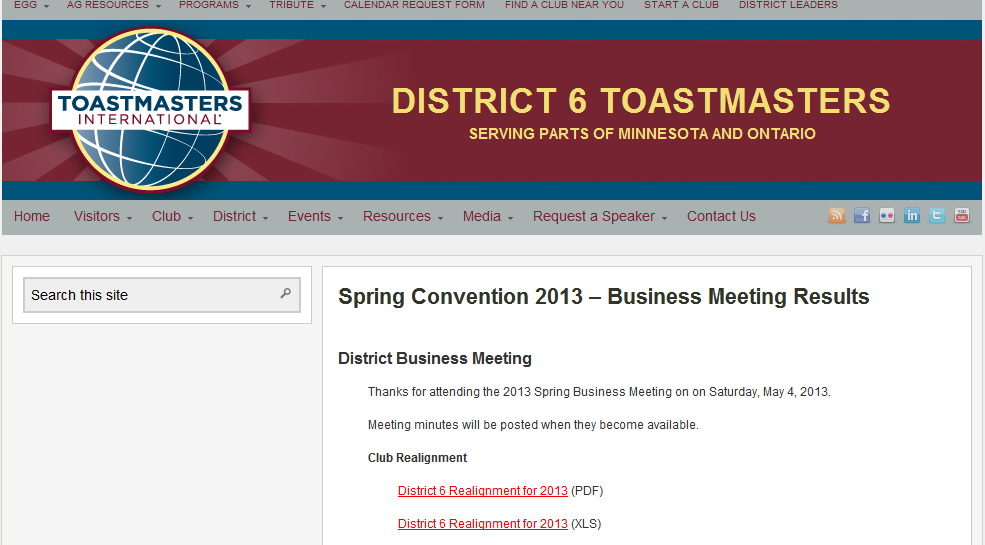 EGG AG RESOURCES PROGRAMS TRIBUTE CALENDAR REQUEST FORM FIND A CLUB NEAR YOU START A CLUB DISTRICT LEADERS
TOASTMASTERS
INTERNATIONAL
DISTRICT 6 TOASTMASTERS
SERVING PARTS OF MINNESOTA AND ONTARIO
Home Visitors Club District Events Resources Media Request a Speaker Contact Us
Search this site
Spring Convention 2013 – Business Meeting Results
District Business Meeting
Thanks for attending the 2013 Spring Business Meeting on on Saturday, May 4, 2013.
Meeting minutes will be posted when they become available.
Club Realignment
District 6 Realignment for 2013 (PDF)
District 6 Realignment for 2013 (XLS)